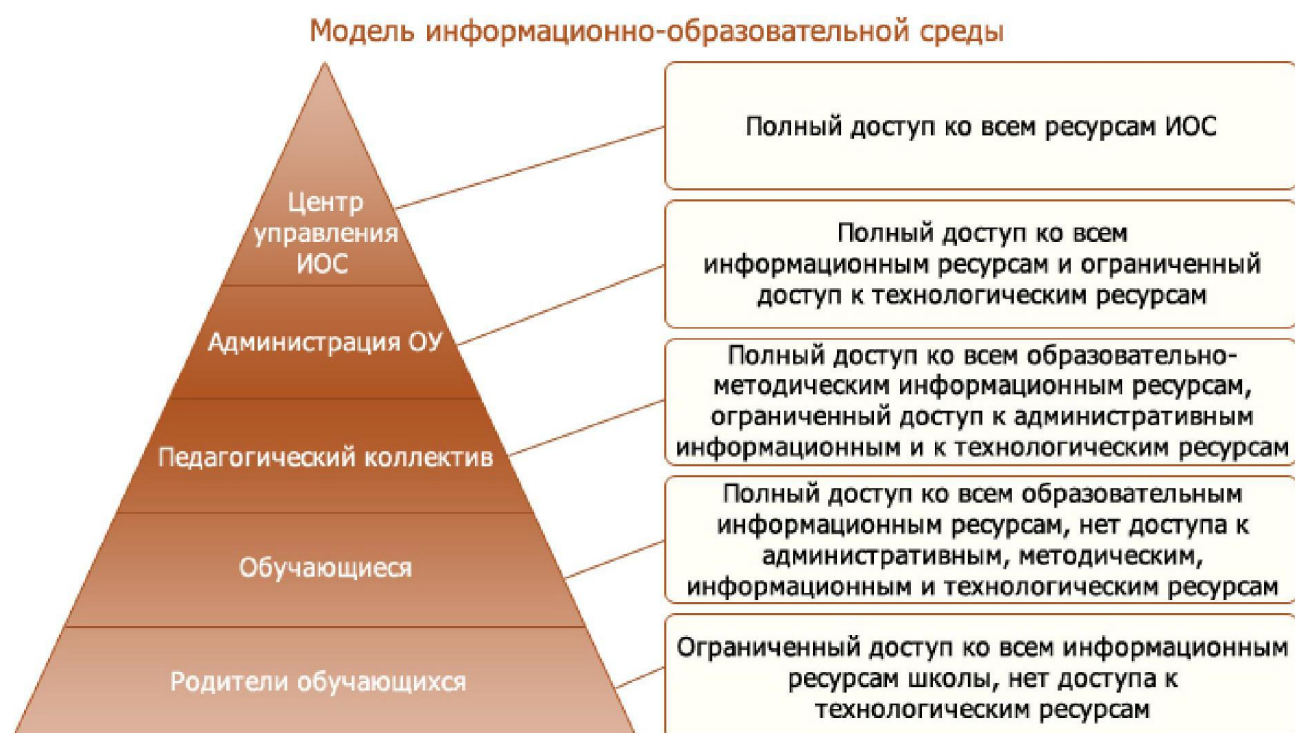 Модель информационно-образовательной среды
Центр
управления
ИОС
Полный доступ ко всем ресурсам ИОС
Администрация ОУ
Полный доступ ко всем
информационным ресурсам и ограниченный
доступ к технологическим ресурсам
Педагогический коллектив
Полный доступ ко всем образовательно-
методическим информационным ресурсам,
ограниченный доступ к административным
информационным и к технологическим ресурсам
Обучающиеся
Полный доступ ко всем образовательным
информационным ресурсам, нет доступа к
административным, методическим,
информационным и технологическим ресурсам
Родители обучающихся
Ограниченный доступ ко всем информационным
ресурсам школы, нет доступа к
технологическим ресурсам